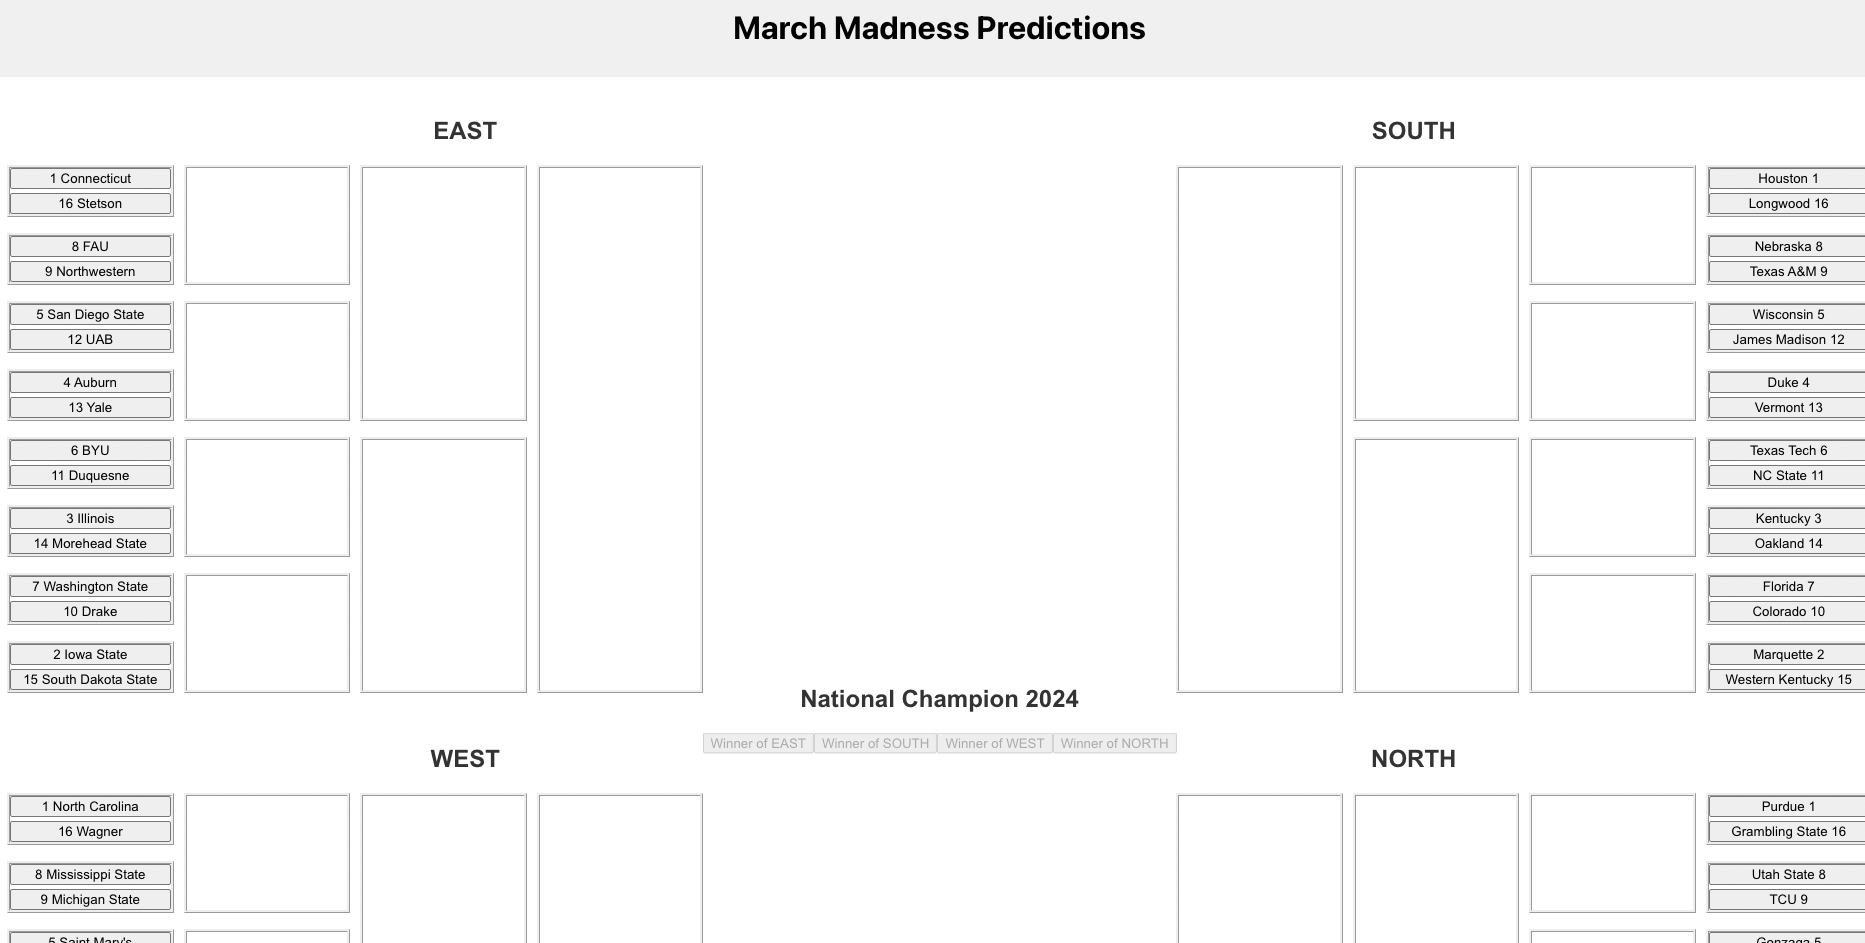 March Madness Predictions
EAST
1 Connecticut
16 Stetson
8 FAU
9 Northwestern
5 San Diego State
12 UAB
4 Auburn
13 Yale
6 BYU
11 Duquesne
3 Illinois
14 Morehead State
7 Washington State
10 Drake
2 Iowa State
15 South Dakota State
SOUTH
Houston 1
Longwood 16
Nebraska 8
Texas A&M 9
Wisconsin 5
James Madison 12
Duke 4
Vermont 13
Texas Tech 6
NC State 11
Kentucky 3
Oakland 14
Florida 7
Colorado 10
Marquette 2
Western Kentucky 15
National Champion 2024
Winner of EAST
Winner of SOUTH
Winner of WEST
Winner of NORTH
WEST
1 North Carolina
16 Wagner
8 Mississippi State
9 Michigan State
5 Saint Mary's
NORTH
Purdue 1
Grambling State 16
Utah State 8
TCU 9
Gonzaga 5